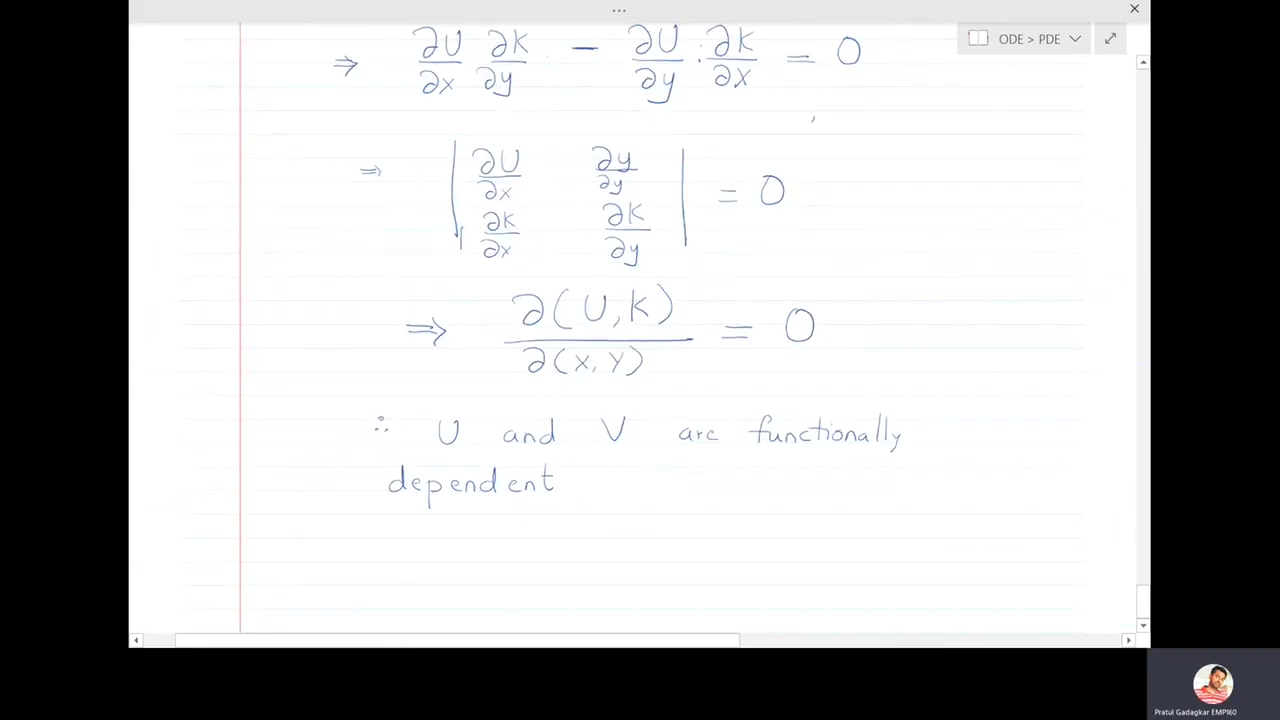 ...
ODE > PDE
⇒ ∂U/∂x ∂K/∂y − ∂U/∂y · ∂K/∂x = 0
⇒ | ∂U/∂x ∂y/∂y |
| ∂K/∂x ∂K/∂y | = 0
⇒ ∂(U,K)/∂(x,y) = 0
∴ U and V are functionally
dependent
Pratul Gadagkar EMP160